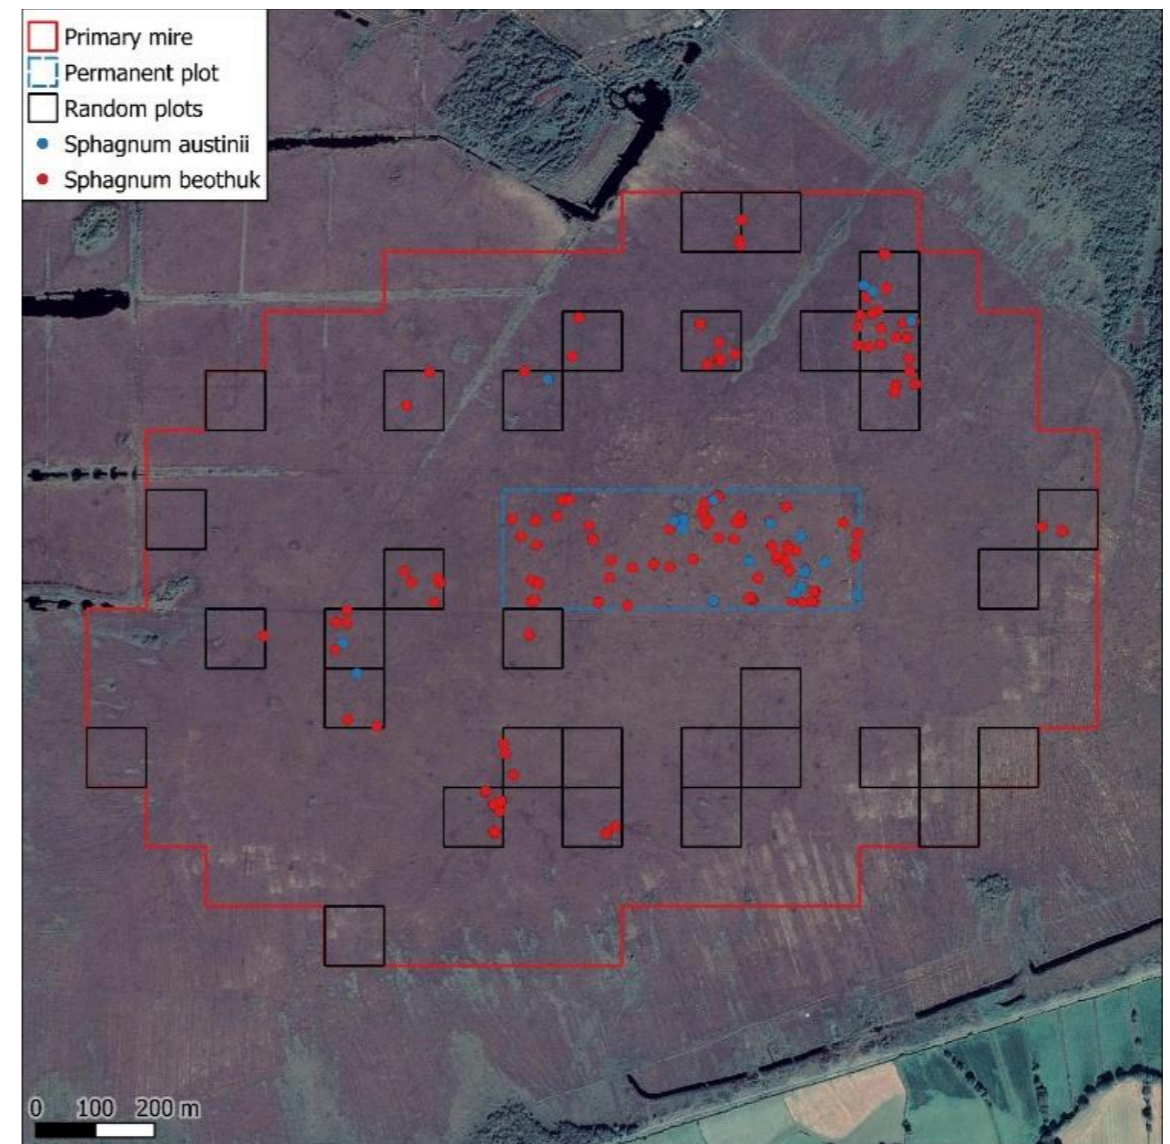 Primary mire
Permanent plot
Random plots
Sphagnum austinii
Sphagnum beothuk
0 100 200 m